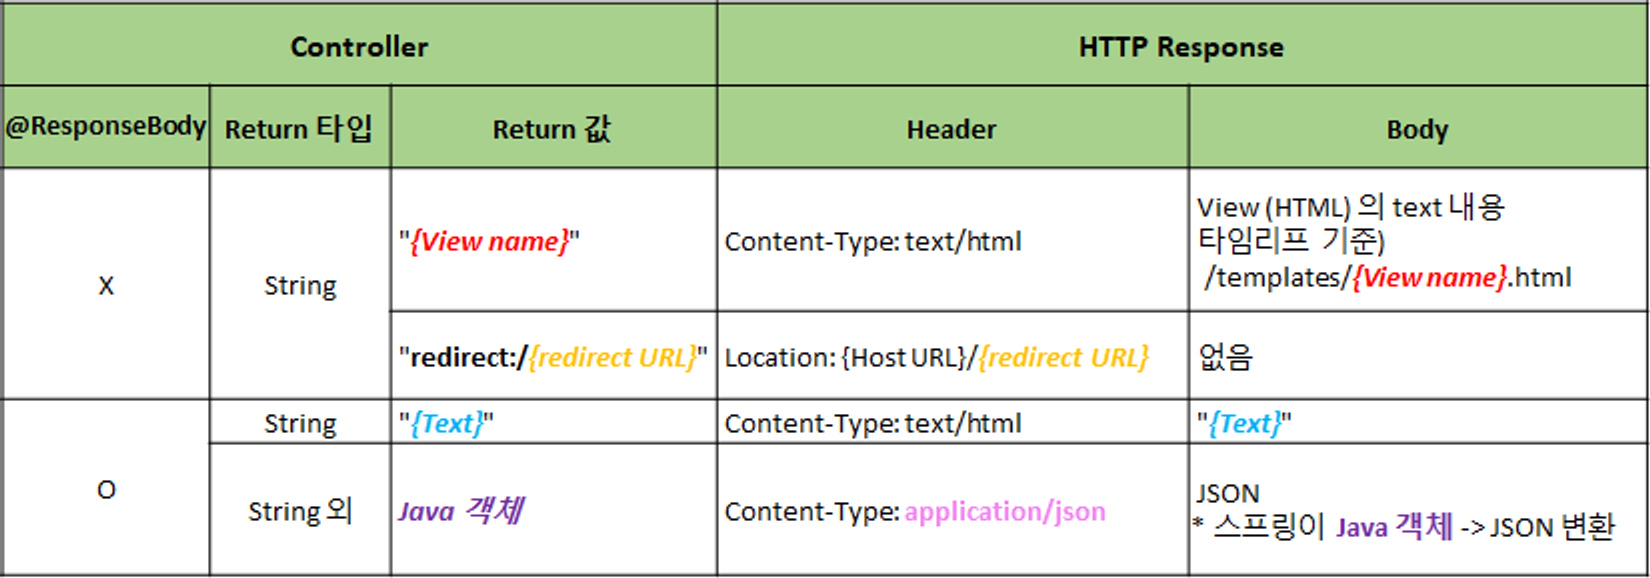 Controller
HTTP Response
@ResponseBody
Return 타입
Return 값
Header
Body
X
String
"{View name}"
Content-Type: text/html
View (HTML) 의 text 내용
타임리프 기준)
/templates/{View name}.html
"redirect:/{redirect URL}"
Location: {Host URL}/{redirect URL}
없음
O
String
"{Text}"
Content-Type: text/html
"{Text}"
String 외
Java 객체
Content-Type: application/json
JSON
* 스프링이 Java 객체 -> JSON 변환